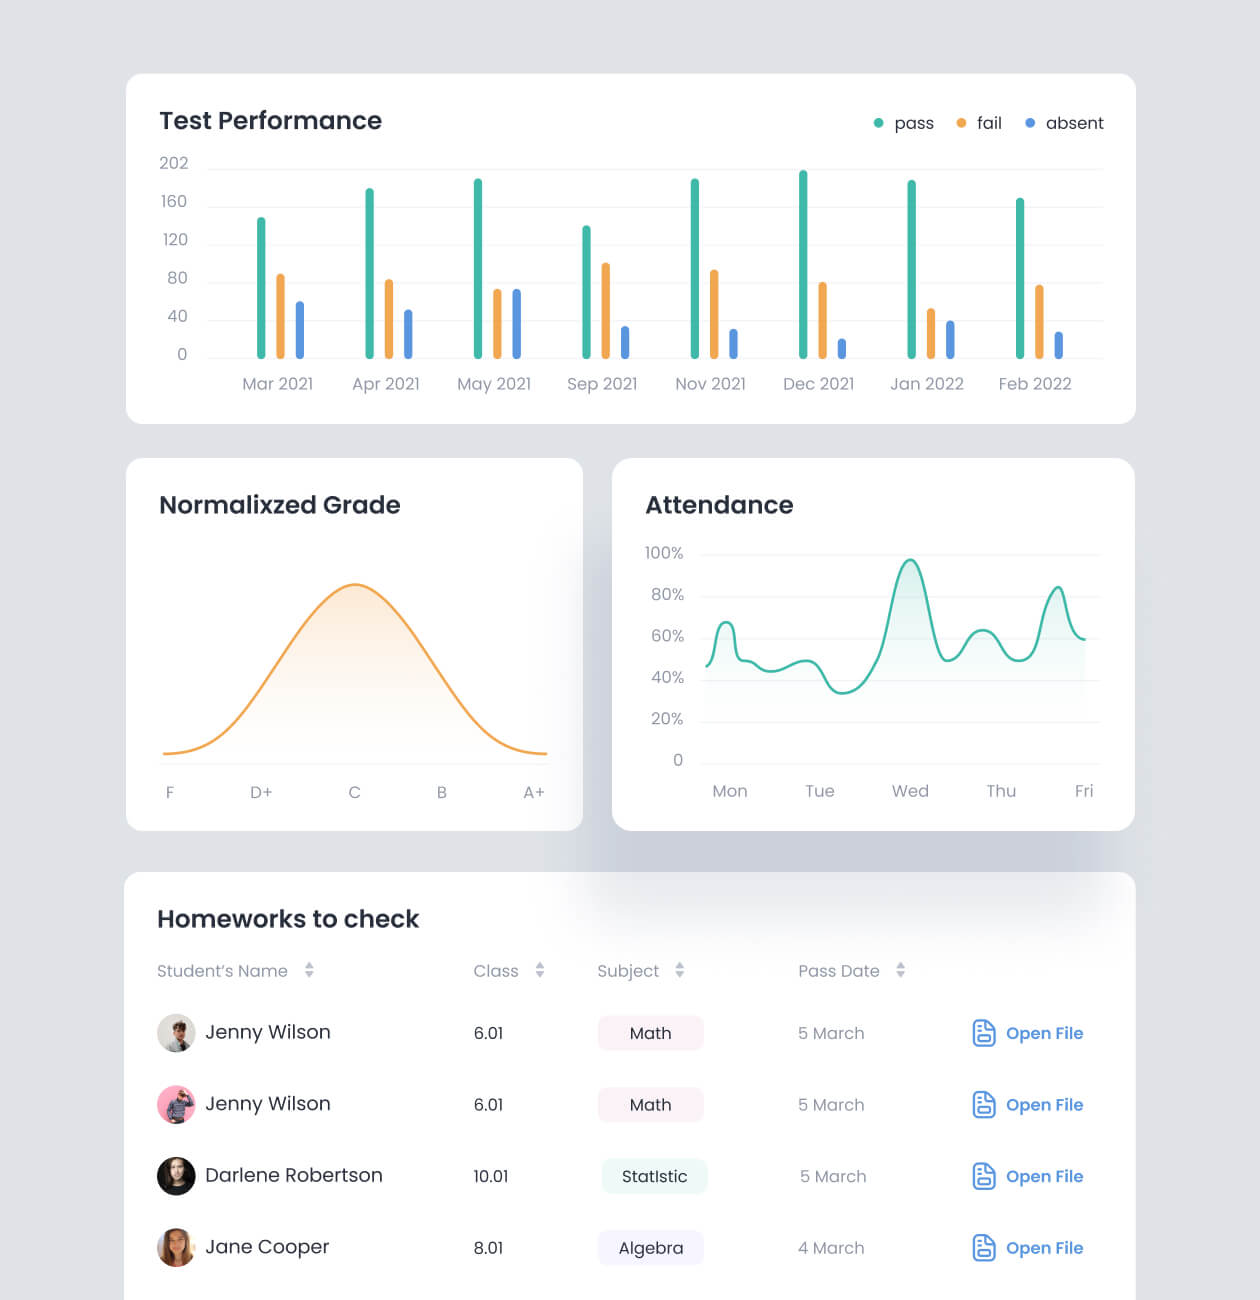 Test Performance
pass fail absent
202
160
120
80
40
0
Mar 2021 Apr 2021 May 2021 Sep 2021 Nov 2021 Dec 2021 Jan 2022 Feb 2022
Normalixzed Grade
F D+ C B A+
Attendance
100%
80%
60%
40%
20%
0
Mon Tue Wed Thu Fri
Homeworks to check
Student's Name Class Subject Pass Date
Jenny Wilson 6.01 Math 5 March Open File
Jenny Wilson 6.01 Math 5 March Open File
Darlene Robertson 10.01 StatIstic 5 March Open File
Jane Cooper 8.01 Algebra 4 March Open File